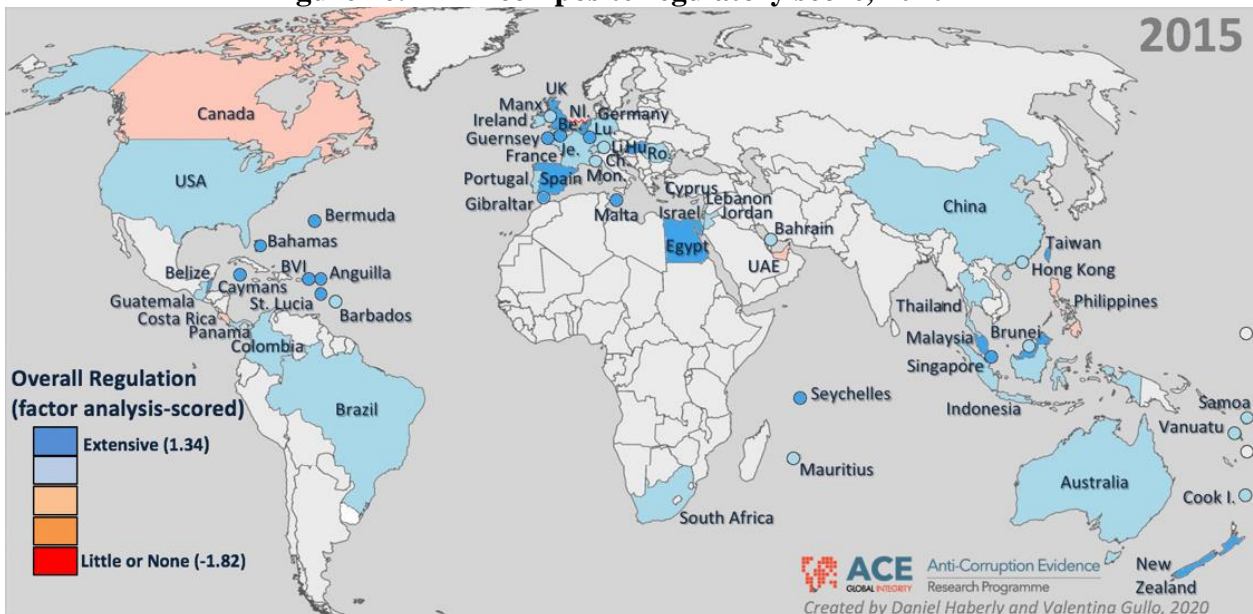 2015
Canada
USA
Bermuda
Bahamas
BVI
Anguilla
Belize
Caymans
Guatemala
St. Lucia
Costa Rica
Barbados
Panama
Colombia
Brazil
UK
Manx
Nl.
Germany
Ireland
Be.
Lu.
Guernsey
Je.
Li.
Hu.
Ro.
France
Ch.
Portugal
Spain
Mon.
Gibraltar
Malta
Cyprus
Lebanon
Israel
Jordan
Egypt
Bahrain
UAE
China
Taiwan
Hong Kong
Thailand
Philippines
Malaysia
Brunei
Singapore
Indonesia
Seychelles
Mauritius
South Africa
Samoa
Vanuatu
Australia
Cook I.
New
Zealand
Overall Regulation
(factor analysis-scored)
Extensive (1.34)
Little or None (-1.82)
ACE
GLOBAL INTEGRITY
Anti-Corruption Evidence
Research Programme
Created by Daniel Haberly and Valentina Gullo, 2020